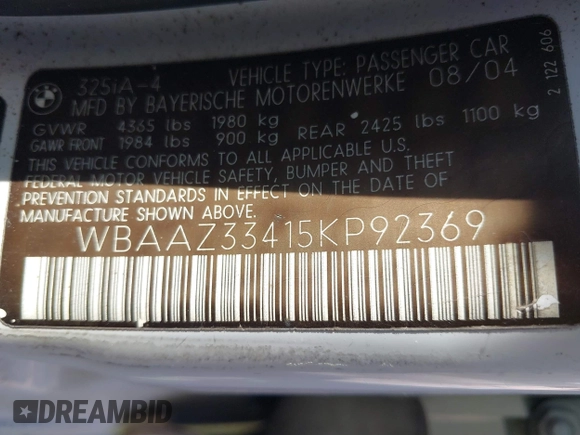 BMW
325iA-4
VEHICLE TYPE: PASSENGER CAR
MFD BY BAYERISCHE MOTORENWERKE 08/04
GVWR 4365 lbs 1980 kg
GAWR FRONT 1984 lbs 900 kg REAR 2425 lbs 1100 kg
THIS VEHICLE CONFORMS TO ALL APPLICABLE U.S.
FEDERAL MOTOR VEHICLE SAFETY, BUMPER AND THEFT
PREVENTION STANDARDS IN EFFECT ON THE DATE OF
MANUFACTURE SHOWN ABOVE.
WBAAZ33415KP92369
2 122 606
DREAMBID